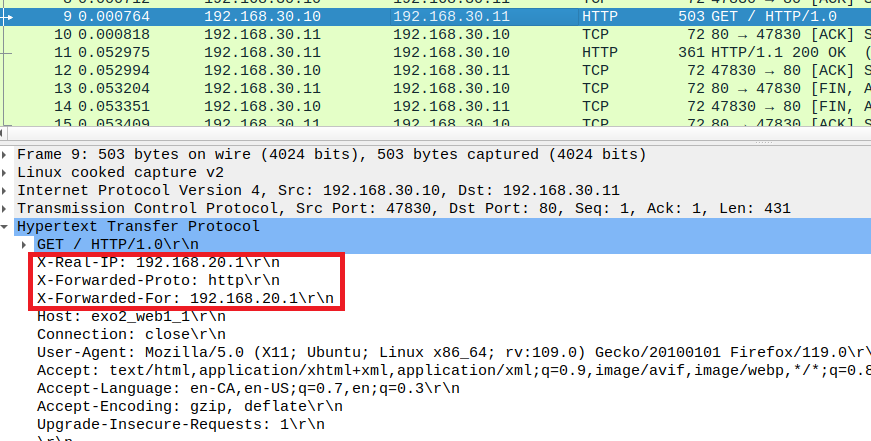 9 0.000764 192.168.30.10 192.168.30.11 HTTP 503 GET / HTTP/1.0
10 0.000818 192.168.30.11 192.168.30.10 TCP 72 80 → 47830 [ACK] S
11 0.052975 192.168.30.11 192.168.30.10 HTTP 361 HTTP/1.1 200 OK (
12 0.052994 192.168.30.10 192.168.30.11 TCP 72 47830 → 80 [ACK] S
13 0.053204 192.168.30.11 192.168.30.10 TCP 72 80 → 47830 [FIN, A
14 0.053351 192.168.30.10 192.168.30.11 TCP 72 47830 → 80 [FIN, A
15 0.053409 192.168.30.11 192.168.30.10 TCP 72 80 → 47830 [ACK] S
Frame 9: 503 bytes on wire (4024 bits), 503 bytes captured (4024 bits)
Linux cooked capture v2
Internet Protocol Version 4, Src: 192.168.30.10, Dst: 192.168.30.11
Transmission Control Protocol, Src Port: 47830, Dst Port: 80, Seq: 1, Ack: 1, Len: 431
Hypertext Transfer Protocol
GET / HTTP/1.0\r\n
X-Real-IP: 192.168.20.1\r\n
X-Forwarded-Proto: http\r\n
X-Forwarded-For: 192.168.20.1\r\n
Host: exo2_web1_1\r\n
Connection: close\r\n
User-Agent: Mozilla/5.0 (X11; Ubuntu; Linux x86_64; rv:109.0) Gecko/20100101 Firefox/119.0\r\
Accept: text/html,application/xhtml+xml,application/xml;q=0.9,image/avif,image/webp,*/*;q=0.8
Accept-Language: en-CA,en-US;q=0.7,en;q=0.3\r\n
Accept-Encoding: gzip, deflate\r\n
Upgrade-Insecure-Requests: 1\r\n
\r\n